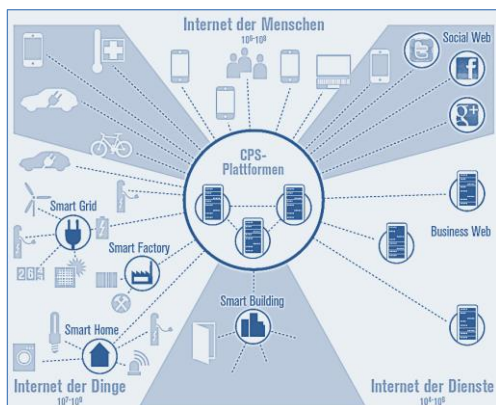 Internet der Menschen
Social Web
CPS-
Plattformen
Smart Grid
Business Web
Smart Factory
Smart Building
Smart Home
Internet der Dinge
Internet der Dienste